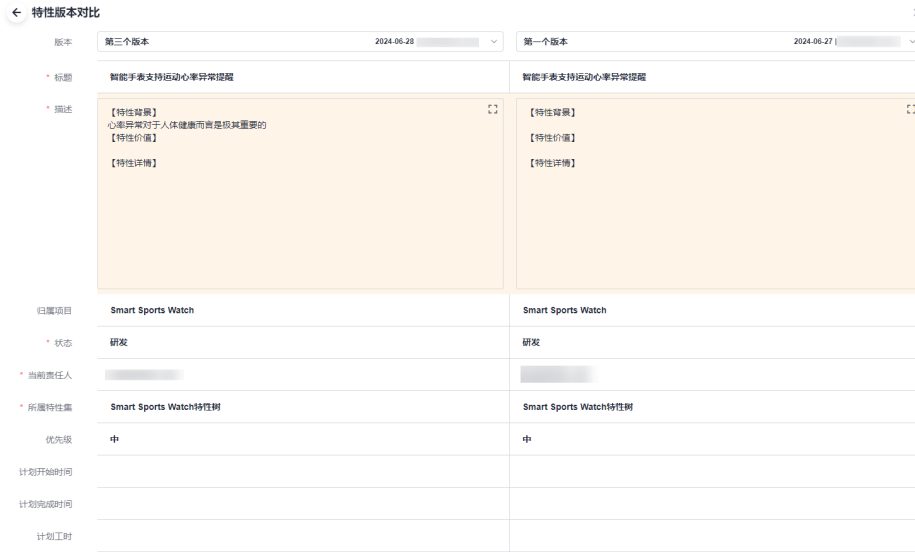 特性版本对比
版本 第三个版本 2024-06-28 第一个版本 2024-06-27
* 标题 智能手表支持运动心率异常提醒 智能手表支持运动心率异常提醒
* 描述 【特性背景】 【特性背景】
心率异常对于人体健康而言是极其重要的
【特性价值】 【特性价值】
【特性详情】 【特性详情】
归属项目 Smart Sports Watch Smart Sports Watch
* 状态 研发 研发
* 当前责任人
* 所属特性集 Smart Sports Watch特性树 Smart Sports Watch特性树
优先级 中 中
计划开始时间
计划完成时间
计划工时